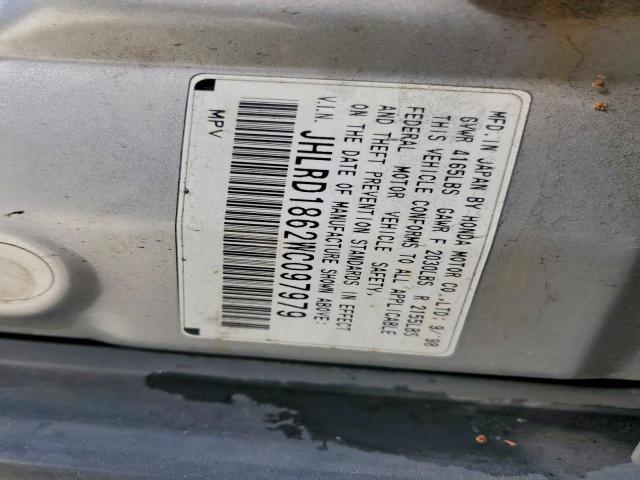 MFD. IN JAPAN BY HONDA MOTOR CO., LTD: 9/98
GVWR 4165LBS GAWR F 2030LBS R 2155LBS
THIS VEHICLE CONFORMS TO ALL APPLICABLE
FEDERAL MOTOR VEHICLE SAFETY,
AND THEFT PREVENTION STANDARDS IN EFFECT
ON THE DATE OF MANUFACTURE SHOWN ABOVE:
V.I.N. JHLRD1862WC097979
MPV